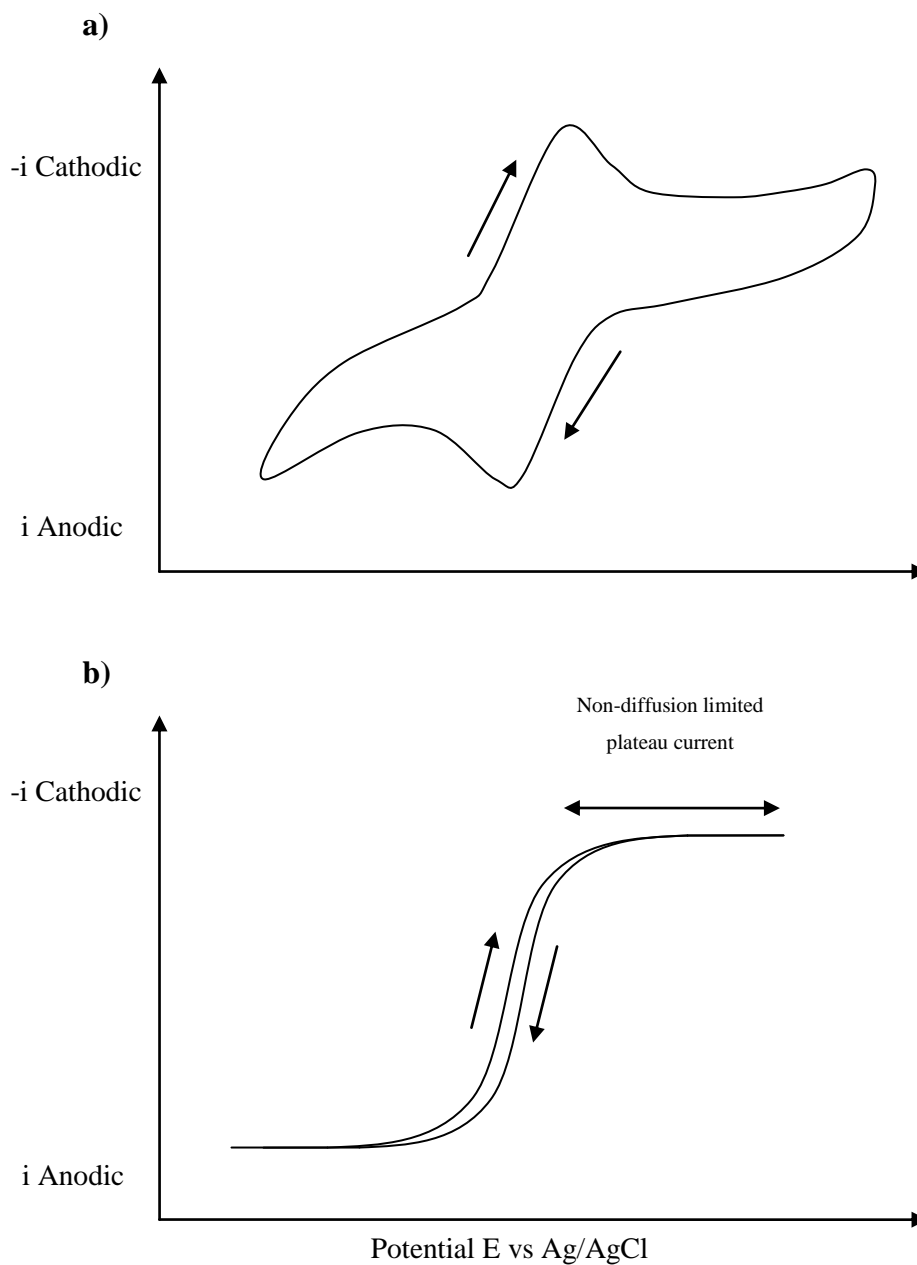 a)
-i Cathodic
i Anodic
b)
Non-diffusion limited
plateau current
-i Cathodic
i Anodic
Potential E vs Ag/AgCl